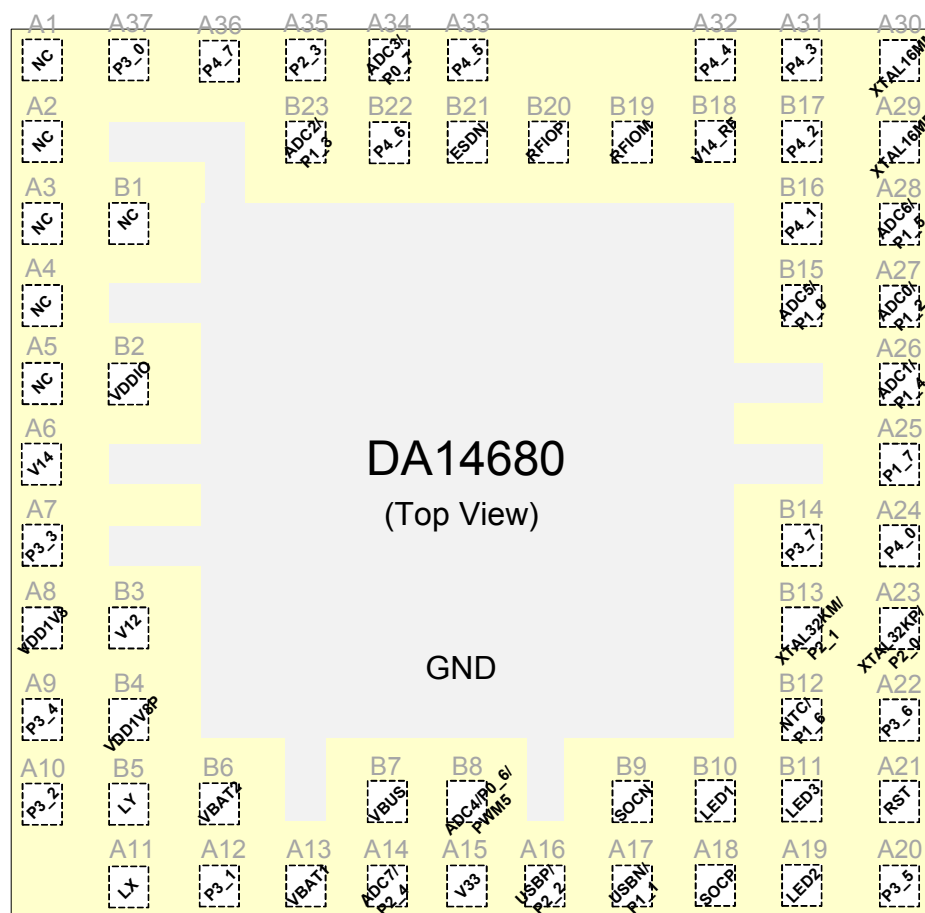 A1 A37 A36 A35 A34 A33 A32 A31 A30
NC P3_0 P4_7 P2_3 ADC3/ P0_7 P4_5 P4_4 P4_3
A2 B23 B22 B21 B20 B19 B18 B17 A29
NC ADC2/ P1_3 P4_6 ESDN RFIOP RFIOM V14_RF P4_2
A3 B1 B16 A28
NC NC P4_1 ADC6/ P1_5
A4 B15 A27
NC ADC5/ P1_0 ADC0/ P1_2
A5 B2 A26
NC VDDIO ADC1/ P1_4
A6 A25
V14 P1_7
DA14680
(Top View)
A7 B14 A24
P3_3 P3_7 P4_0
A8 B3 B13 A23
VDD1V8 V12 XTAL32KM/ P2_1 XTAL32KP/ P2_0
GND
A9 B4 B12 A22
P3_4 VDD1V8P NTC/ P1_6 P3_6
A10 B5 B6 B7 B8 B9 B10 B11 A21
P3_2 LY VBAT2 VBUS ADC4/P0_6/ PWM5 SOCN LED1 LED3 RST
A11 A12 A13 A14 A15 A16 A17 A18 A19 A20
LX P3_1 VBAT1 ADC7/ P2_4 V33 USBP/ P2_2 USBN/ P1_1 SOCP LED2 P3_5